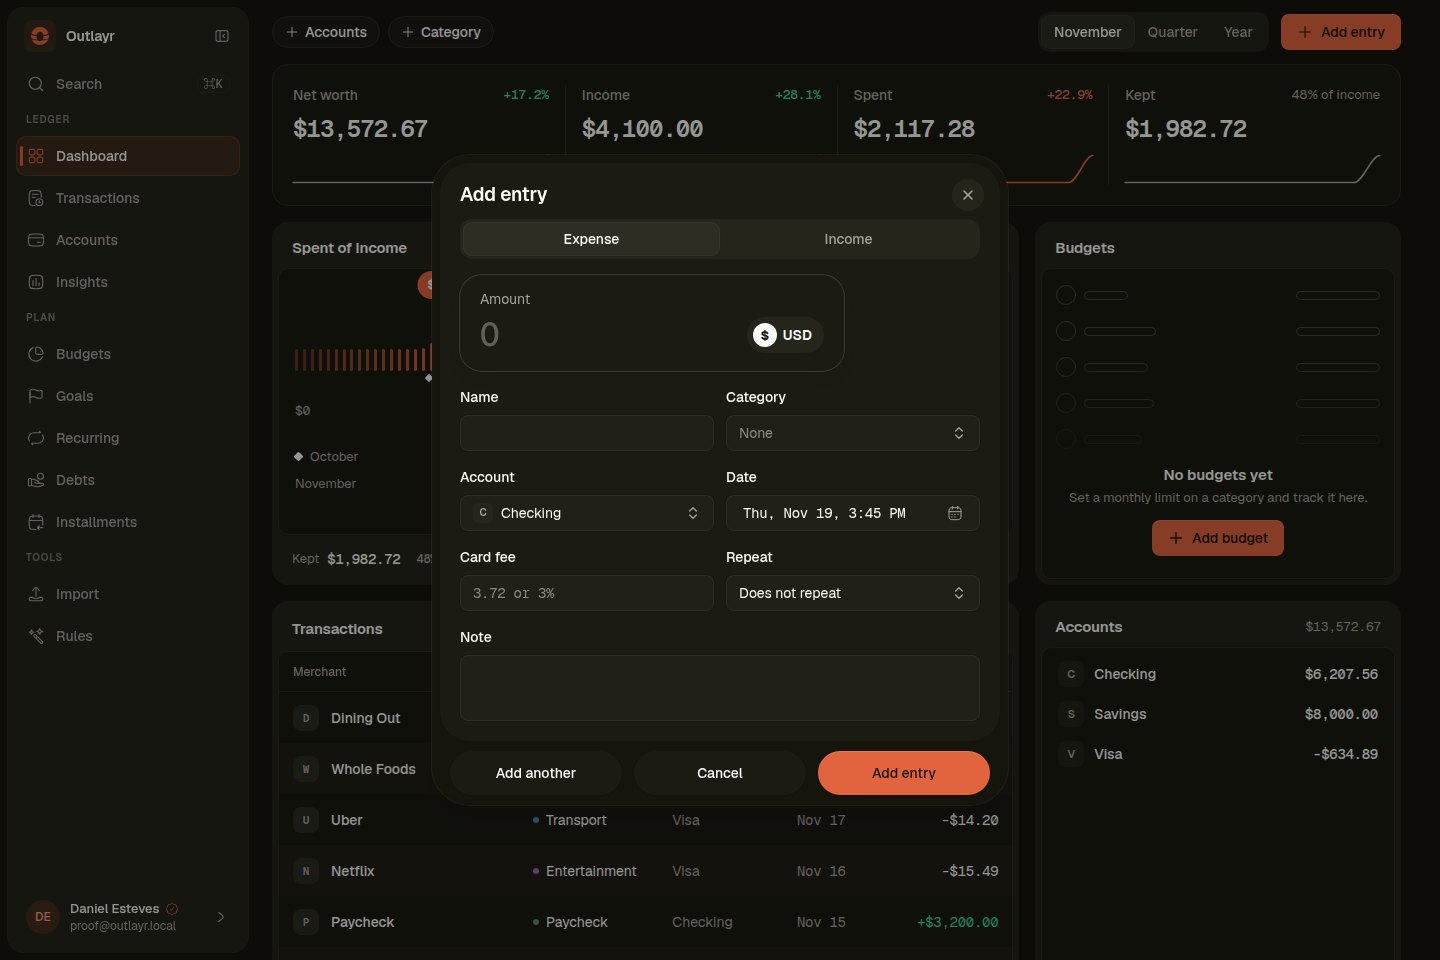 Outlayr
Search
⌘K
LEDGER
Dashboard
Transactions
Accounts
Insights
PLAN
Budgets
Goals
Recurring
Debts
Installments
TOOLS
Import
Rules
DE
Daniel Esteves
proof@outlayr.local
Accounts
Category
November
Quarter
Year
Add entry
Net worth
+17.2%
$13,572.67
Income
+28.1%
$4,100.00
Spent
+22.9%
$2,117.28
Kept
48% of income
$1,982.72
Spent of income
$0
October
November
Kept $1,982.72
Add entry
Expense
Income
Amount
0
$ USD
Name
Category
None
Account
C Checking
Date
Thu, Nov 19, 3:45 PM
Card fee
3.72 or 3%
Repeat
Does not repeat
Note
Add another
Cancel
Add entry
Budgets
No budgets yet
Set a monthly limit on a category and track it here.
Add budget
Transactions
Merchant
D Dining Out
W Whole Foods
U Uber Transport Visa Nov 17 -$14.20
N Netflix Entertainment Visa Nov 16 -$15.49
P Paycheck Paycheck Checking Nov 15 +$3,200.00
Accounts $13,572.67
C Checking $6,207.56
S Savings $8,000.00
V Visa -$634.89